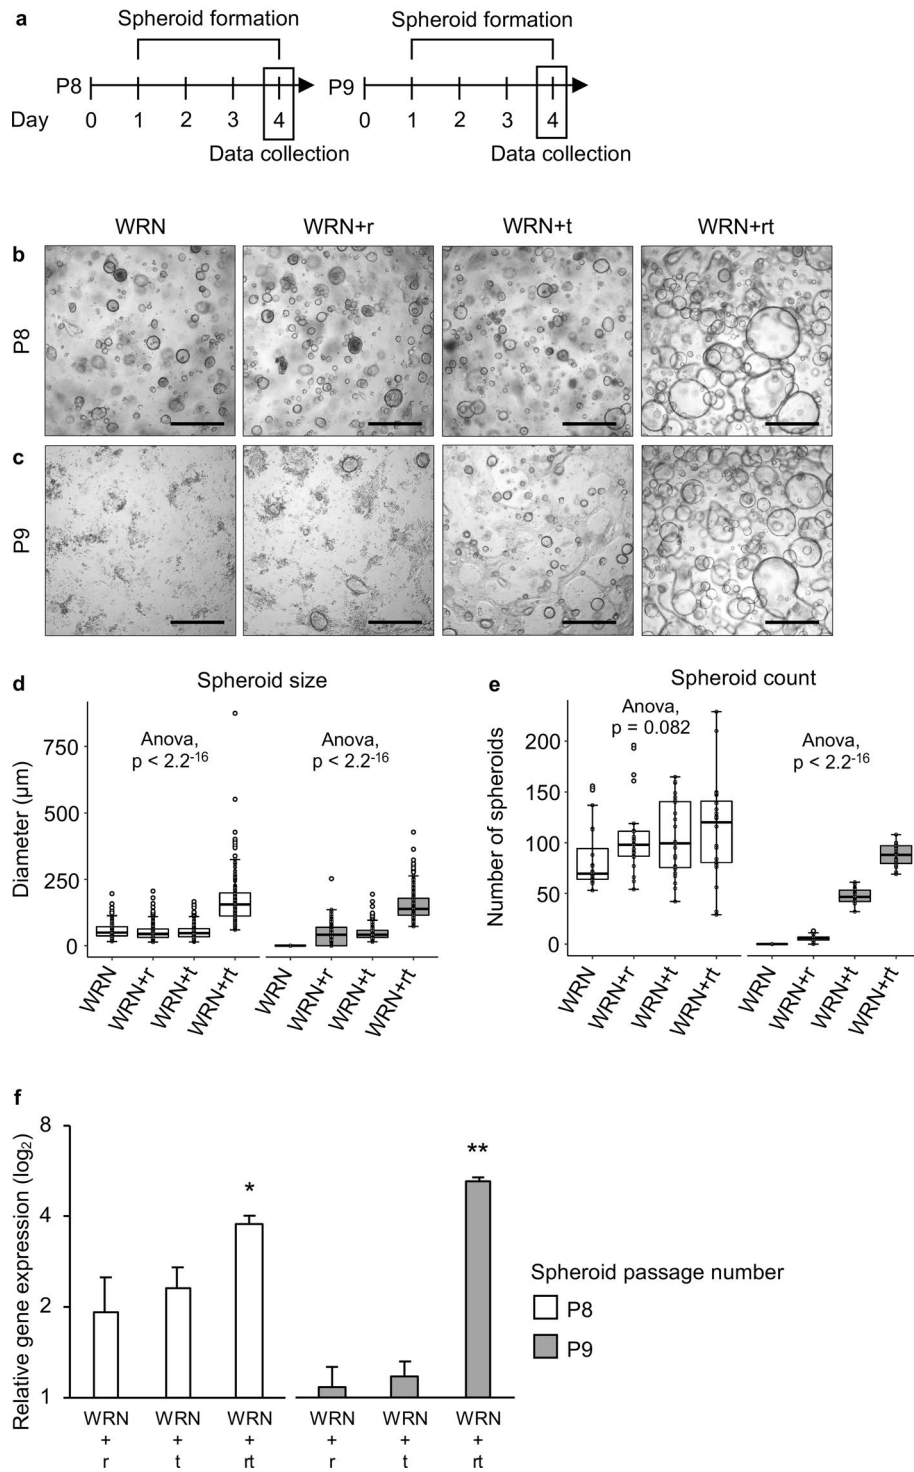 a
Spheroid formation
Spheroid formation
P8
P9
Day 0 1 2 3 4
0 1 2 3 4
Data collection
Data collection
WRN WRN+r WRN+t WRN+rt
b
P8
c
P9
d
Spheroid size
Diameter (µm)
750
500
250
0
Anova,
p < 2.2-16
Anova,
p < 2.2-16
WRN WRN+r WRN+t WRN+rt
WRN WRN+r WRN+t WRN+rt
e
Spheroid count
Number of spheroids
200
150
100
50
0
Anova,
p = 0.082
Anova,
p < 2.2-16
WRN WRN+r WRN+t WRN+rt
WRN WRN+r WRN+t WRN+rt
f
Relative gene expression (log2)
8
4
2
1
*
**
WRN WRN WRN WRN WRN WRN
+ + + + + +
r t rt r t rt
Spheroid passage number
P8
P9